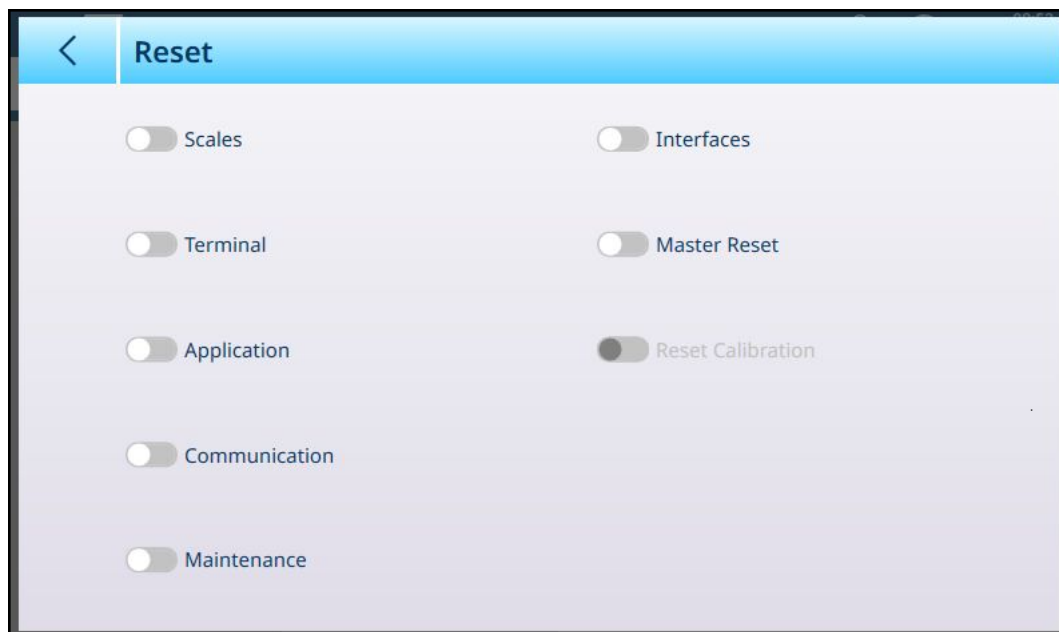 Reset
Scales
Interfaces
Terminal
Master Reset
Application
Reset Calibration
Communication
Maintenance